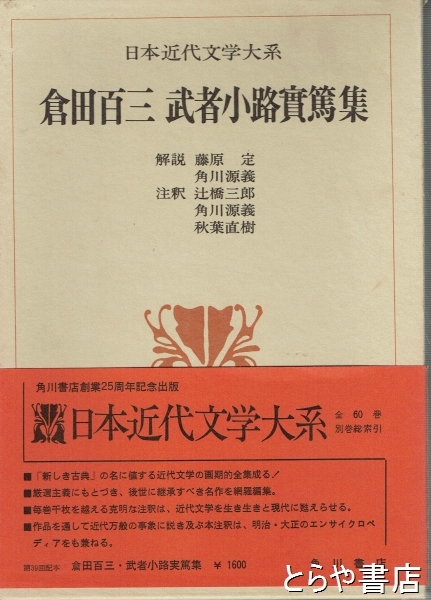 日本近代文学大系
倉田百三 武者小路實篤集
解説 藤原 定
角川源義
注釈 辻橋三郎
角川源義
秋葉直樹
角川書店創業25周年記念出版
日本近代文学大系
全60巻
別巻総索引
■「新しき古典」の名に値する近代文学の画期的全集成る!
■厳選主義にもとづき、後世に継承すべき名作を網羅編集。
■毎巻千枚を越える克明な注釈は、近代文学を生き生きと現代に甦えらせる。
■作品を通して近代万般の事象に説き及ぶ本注釈は、明治・大正のエンサイクロペ
ディアをも兼ねる。
第39回配本 倉田百三・武者小路実篤集 ¥1600
角川書店
とらや書店